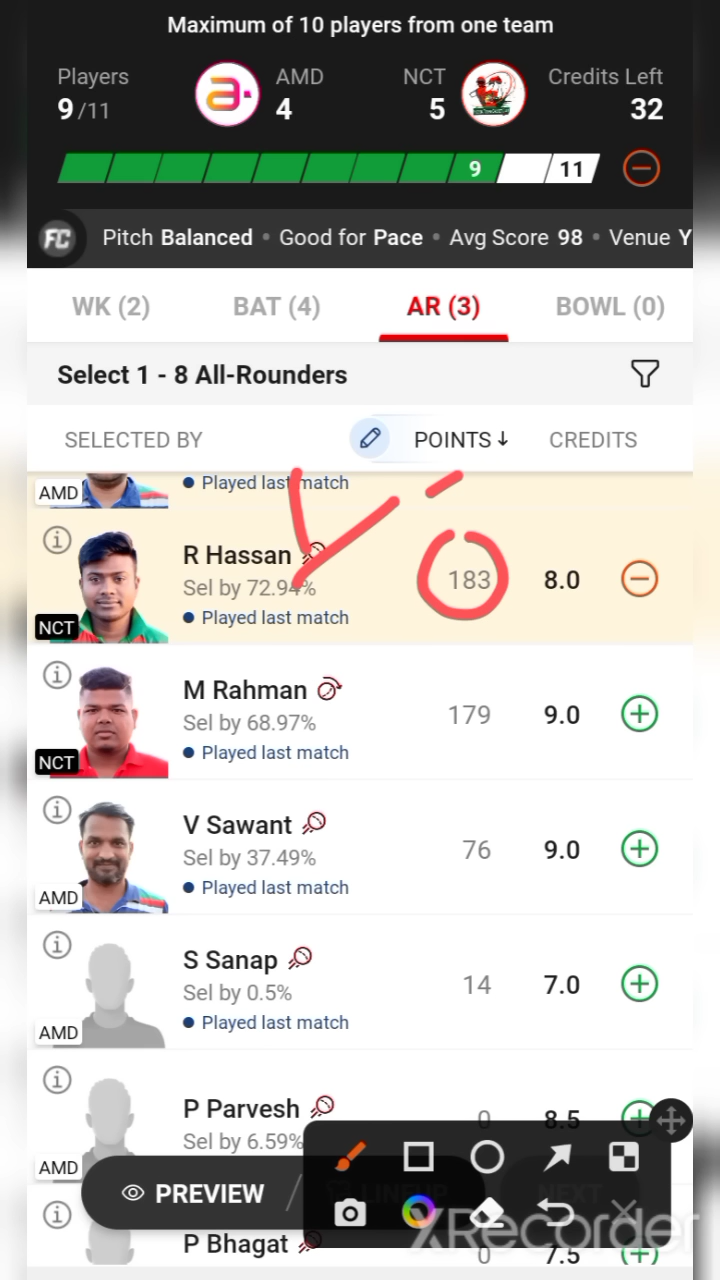 Maximum of 10 players from one team
Players AMD NCT Credits Left
9/11 4 5 32
9 11
FC Pitch Balanced • Good for Pace • Avg Score 98 • Venue Y
WK (2) BAT (4) AR (3) BOWL (0)
Select 1 - 8 All-Rounders
SELECTED BY POINTS↓ CREDITS
AMD Played last match
R Hassan
Sel by 72.94% 183 8.0
Played last match
NCT
M Rahman
Sel by 68.97% 179 9.0
Played last match
NCT
V Sawant
Sel by 37.49% 76 9.0
Played last match
AMD
S Sanap
Sel by 0.5% 14 7.0
Played last match
AMD
P Parvesh 0 8.5
Sel by 6.59%
AMD
PREVIEW LINEUP NEXT
XRecorder
P Bhagat 0 7.5